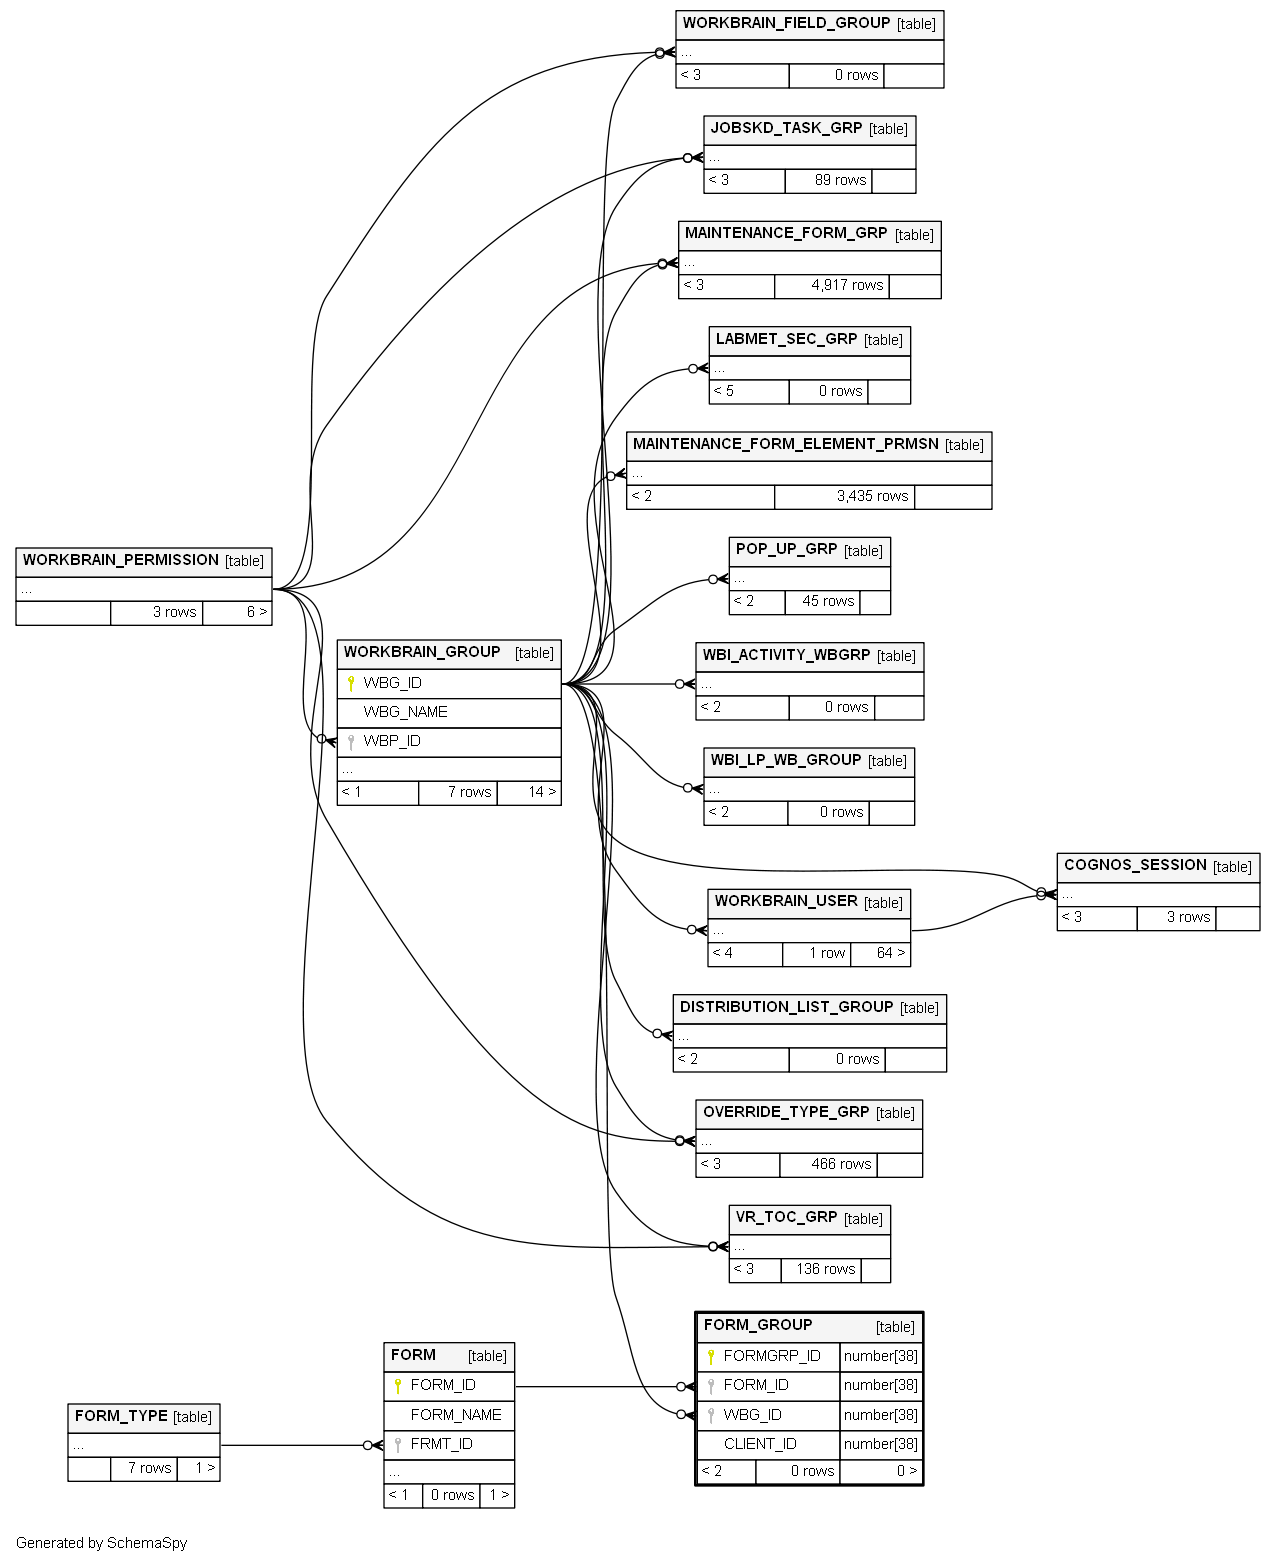 WORKBRAIN_FIELD_GROUP [table]
...
< 3 0 rows
JOBSKD_TASK_GRP [table]
...
< 3 89 rows
MAINTENANCE_FORM_GRP [table]
...
< 3 4,917 rows
LABMET_SEC_GRP [table]
...
< 5 0 rows
MAINTENANCE_FORM_ELEMENT_PRMSN [table]
...
< 2 3,435 rows
WORKBRAIN_PERMISSION [table]
...
3 rows 6 >
POP_UP_GRP [table]
...
< 2 45 rows
WORKBRAIN_GROUP [table]
WBG_ID
WBG_NAME
WBP_ID
...
< 1 7 rows 14 >
WBI_ACTIVITY_WBGRP [table]
...
< 2 0 rows
WBI_LP_WB_GROUP [table]
...
< 2 0 rows
COGNOS_SESSION [table]
...
< 3 3 rows
WORKBRAIN_USER [table]
...
< 4 1 row 64 >
DISTRIBUTION_LIST_GROUP [table]
...
< 2 0 rows
OVERRIDE_TYPE_GRP [table]
...
< 3 466 rows
VR_TOC_GRP [table]
...
< 3 136 rows
FORM_GROUP [table]
FORMGRP_ID number[38]
FORM_ID number[38]
WBG_ID number[38]
CLIENT_ID number[38]
< 2 0 rows 0 >
FORM [table]
FORM_ID
FORM_NAME
FRMT_ID
...
< 1 0 rows 1 >
FORM_TYPE [table]
...
7 rows 1 >
Generated by SchemaSpy